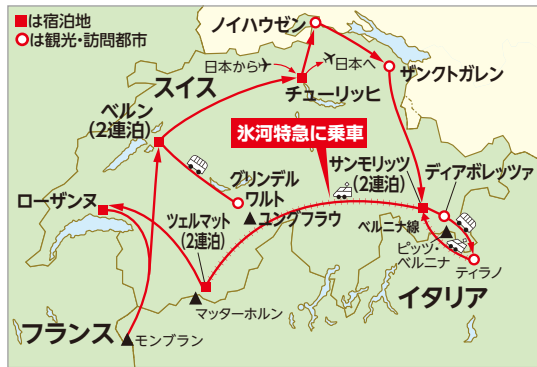 ■は宿泊地
○は観光・訪問都市
ノイハウゼン
日本から
日本へ
ザンクトガレン
スイス
チューリッヒ
ベルン
(2連泊)
氷河特急に乗車
グリンデル
ワルト
ユングフラウ
サンモリッツ
(2連泊)
ディアボレッツァ
ローザンヌ
ツェルマット
(2連泊)
ベルニナ線
ピッツ・
ベルニナ
ティラノ
マッターホルン
イタリア
フランス
モンブラン